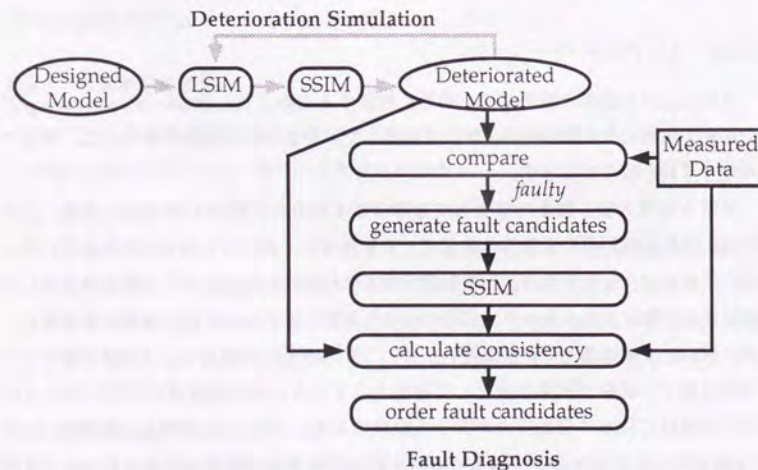 Deterioration Simulation
Designed
Model
LSIM
SSIM
Deteriorated
Model
compare
Measured
Data
faulty
generate fault candidates
SSIM
calculate consistency
order fault candidates
Fault Diagnosis